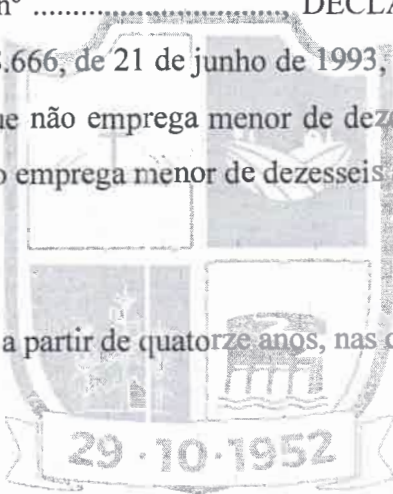 nº .................................. DECLA
.666, de 21 de junho de 1993,
ue não emprega menor de deze
o emprega menor de dezesseis
a partir de quatorze anos, nas c
29 · 10 · 1952